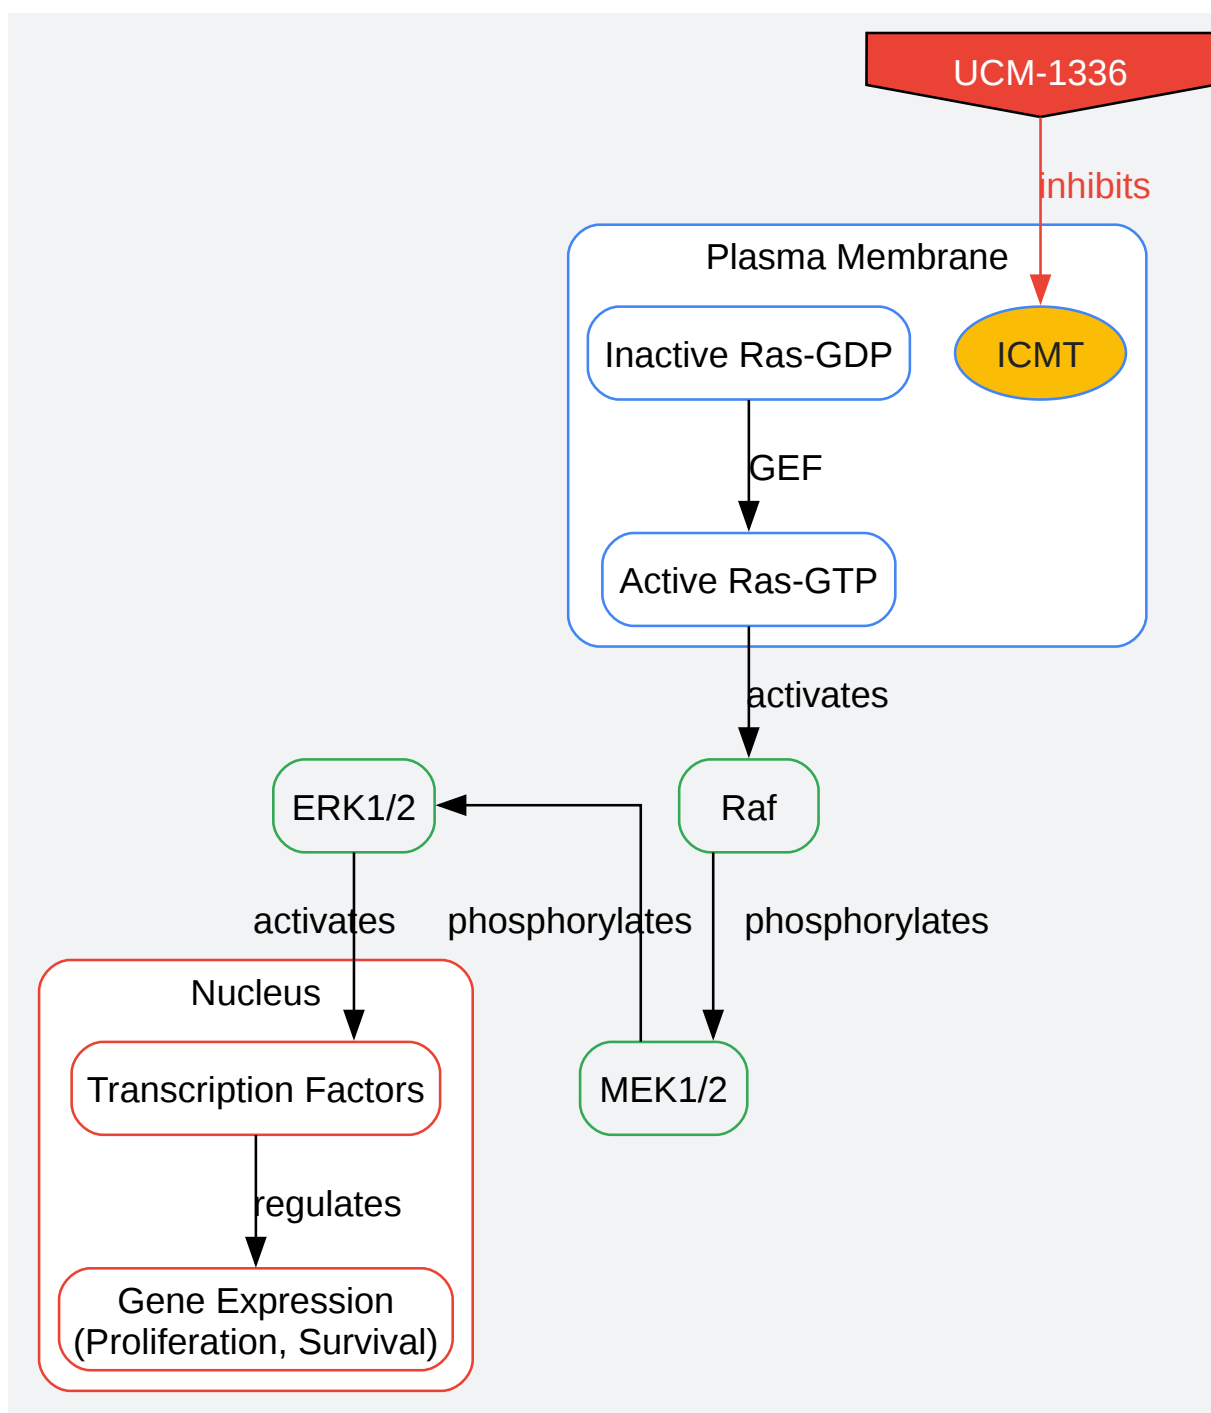 UCM-1336
inhibits
Plasma Membrane
Inactive Ras-GDP
ICMT
GEF
Active Ras-GTP
activates
ERK1/2
Raf
activates
phosphorylates
phosphorylates
Nucleus
Transcription Factors
MEK1/2
regulates
Gene Expression
(Proliferation, Survival)